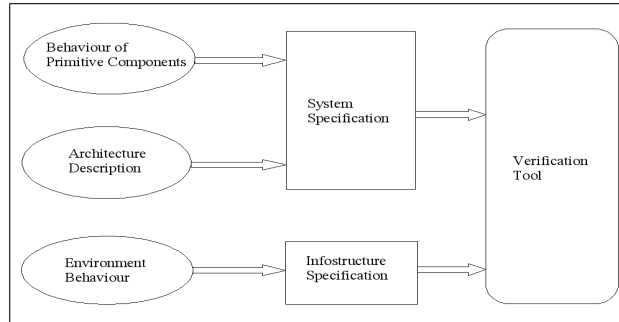 Behaviour of
Primitive Components
System
Specification
Architecture
Description
Verification
Tool
Environment
Behaviour
Infostructure
Specification